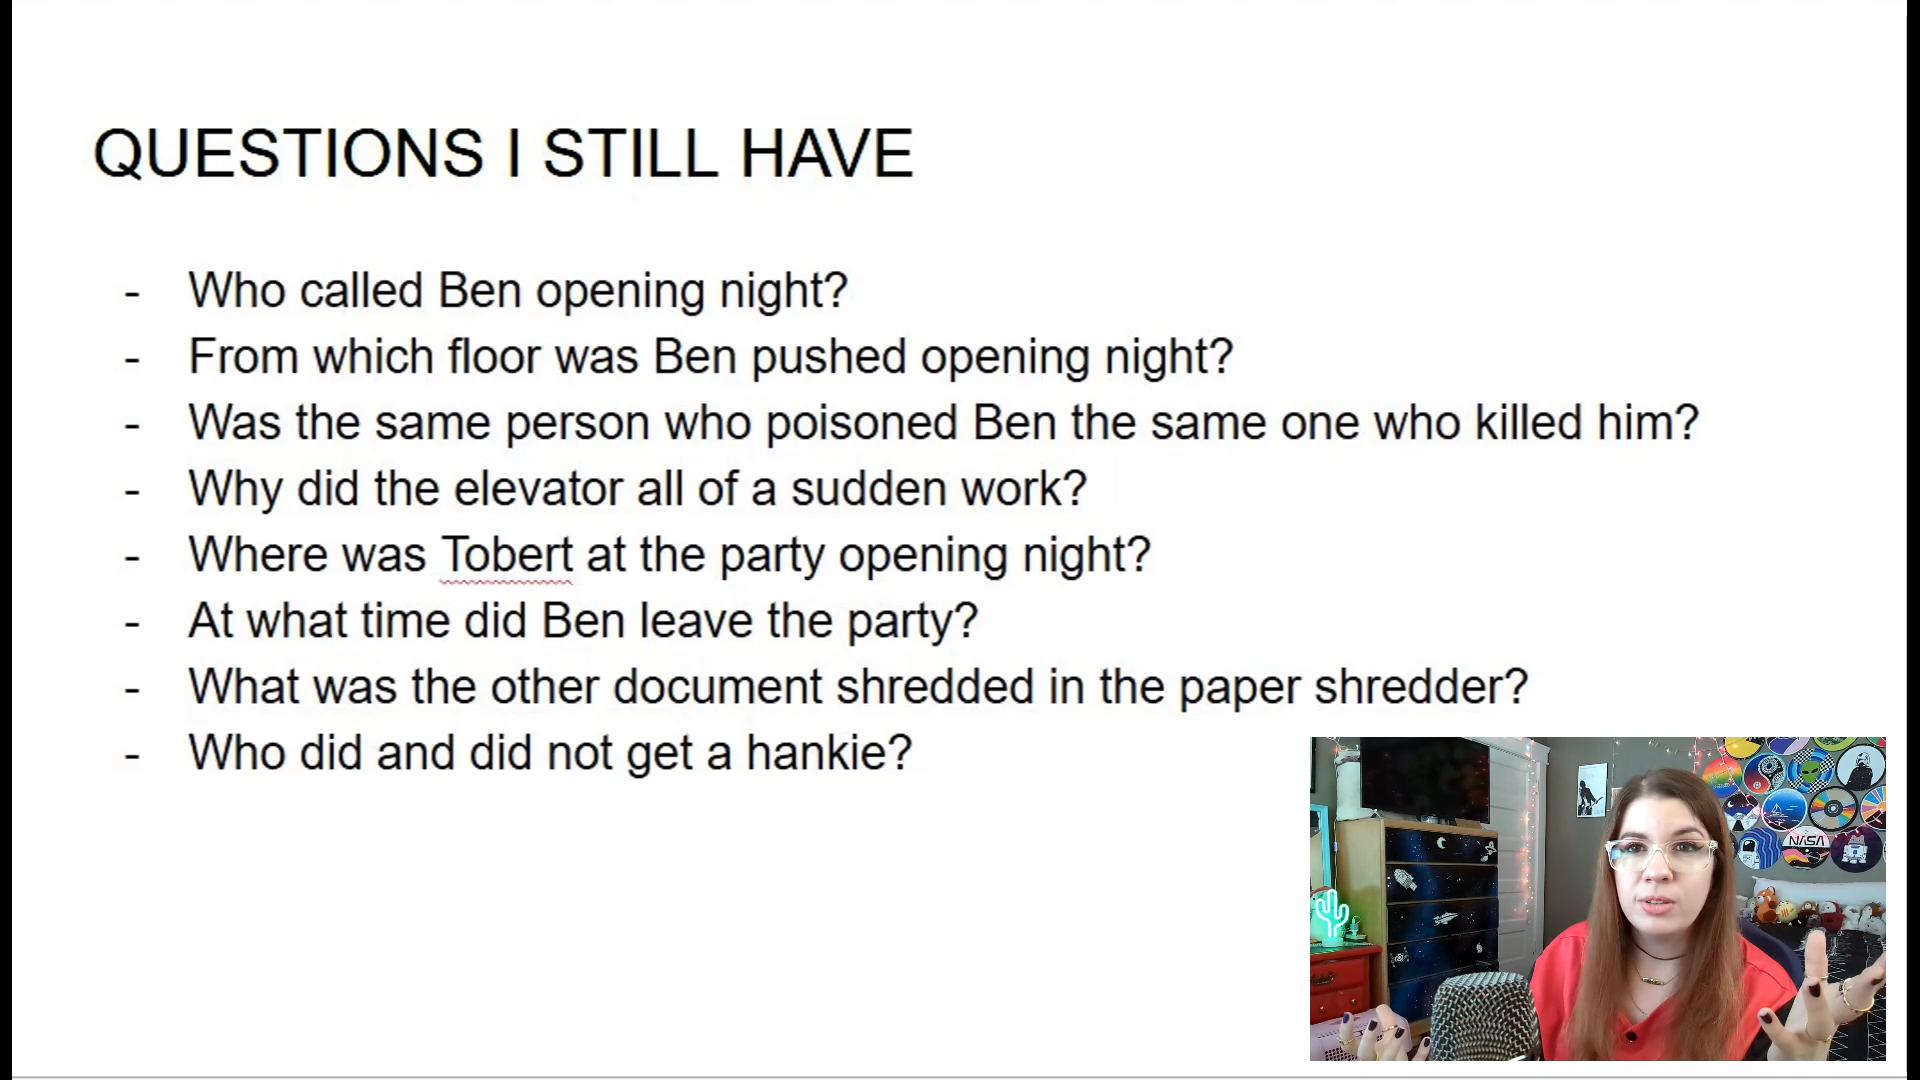 QUESTIONS I STILL HAVE
- Who called Ben opening night?
- From which floor was Ben pushed opening night?
- Was the same person who poisoned Ben the same one who killed him?
- Why did the elevator all of a sudden work?
- Where was Tobert at the party opening night?
- At what time did Ben leave the party?
- What was the other document shredded in the paper shredder?
- Who did and did not get a hankie?
NASA